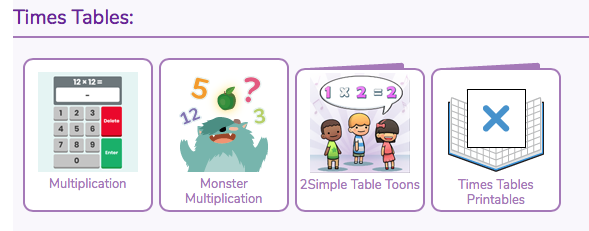 Times Tables:
12 × 12 =
-
1 2 3 Delete
4 5 6
7 8 9 Enter
0
Multiplication
5 ?
12 3
Monster
Multiplication
1 x 2 = 2
2Simple Table Toons
×
Times Tables
Printables